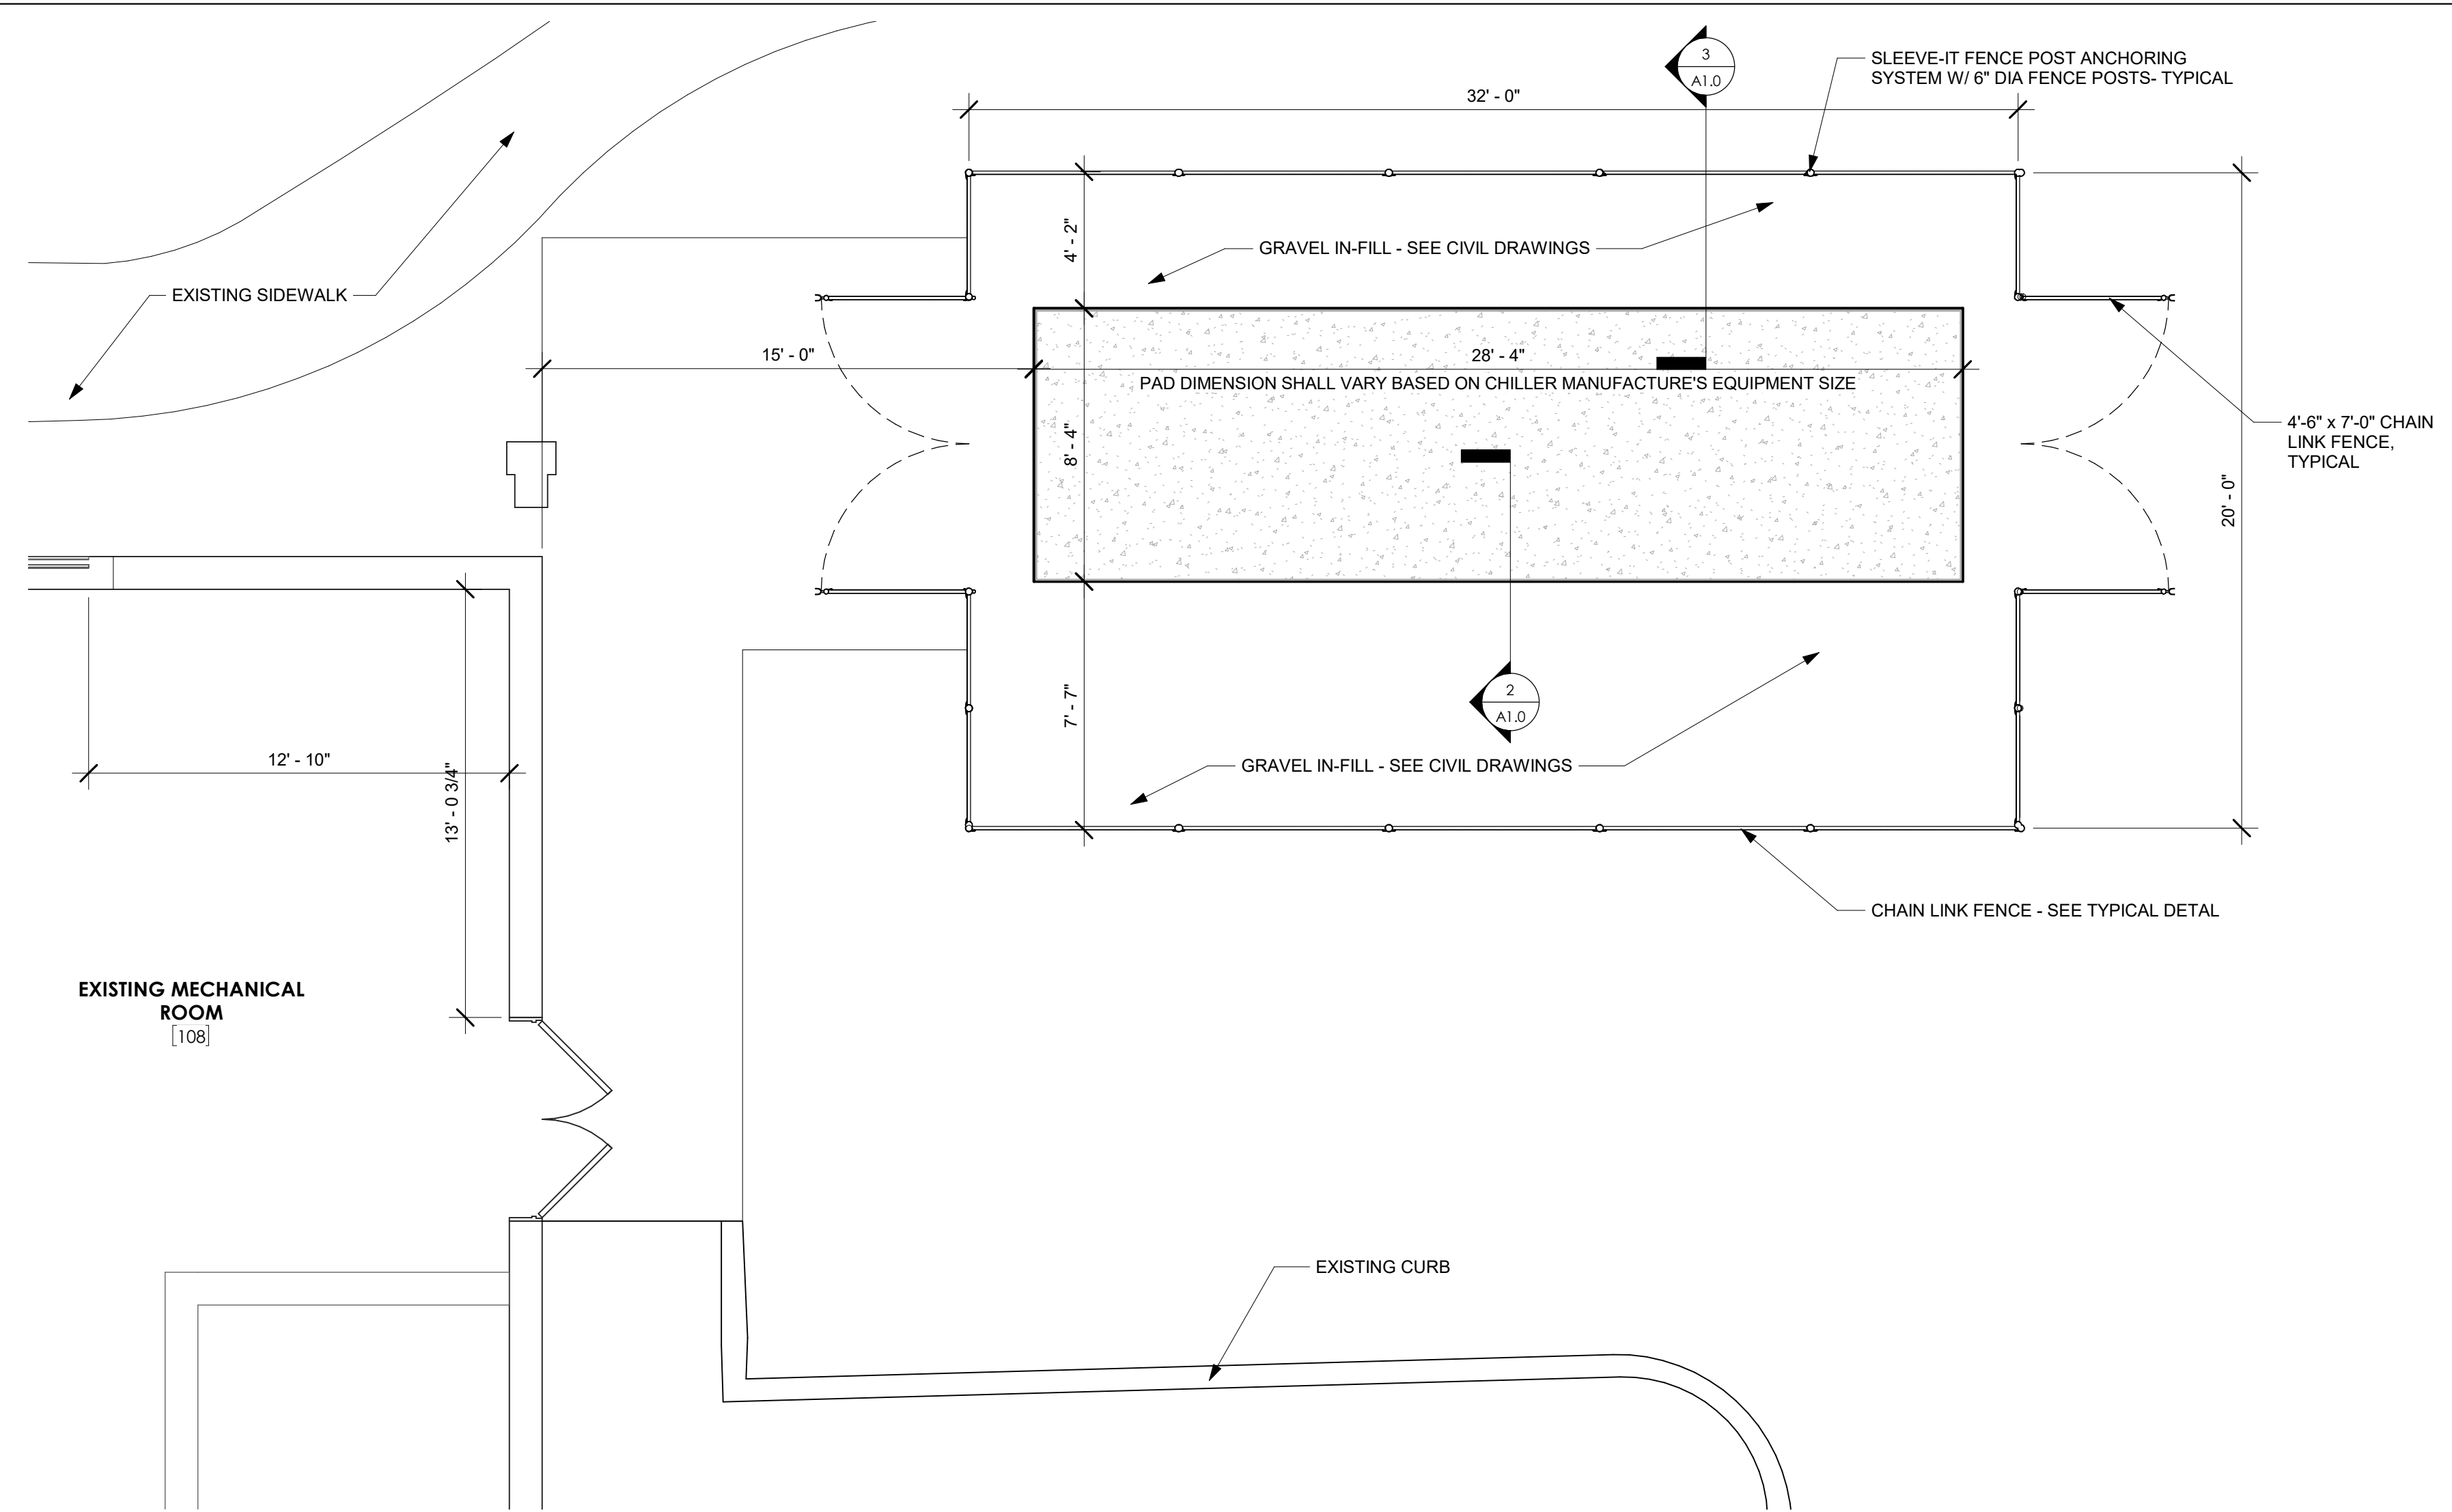 3
A1.0
SLEEVE-IT FENCE POST ANCHORING
SYSTEM W/ 6" DIA FENCE POSTS- TYPICAL
32' - 0"
4' - 2"
GRAVEL IN-FILL - SEE CIVIL DRAWINGS
EXISTING SIDEWALK
15' - 0"
28' - 4"
PAD DIMENSION SHALL VARY BASED ON CHILLER MANUFACTURE'S EQUIPMENT SIZE
8' - 4"
4'-6" x 7'-0" CHAIN
LINK FENCE,
TYPICAL
20' - 0"
7' - 7"
2
A1.0
12' - 10"
13' - 0 3/4"
GRAVEL IN-FILL - SEE CIVIL DRAWINGS
CHAIN LINK FENCE - SEE TYPICAL DETAL
EXISTING MECHANICAL
ROOM
108
EXISTING CURB